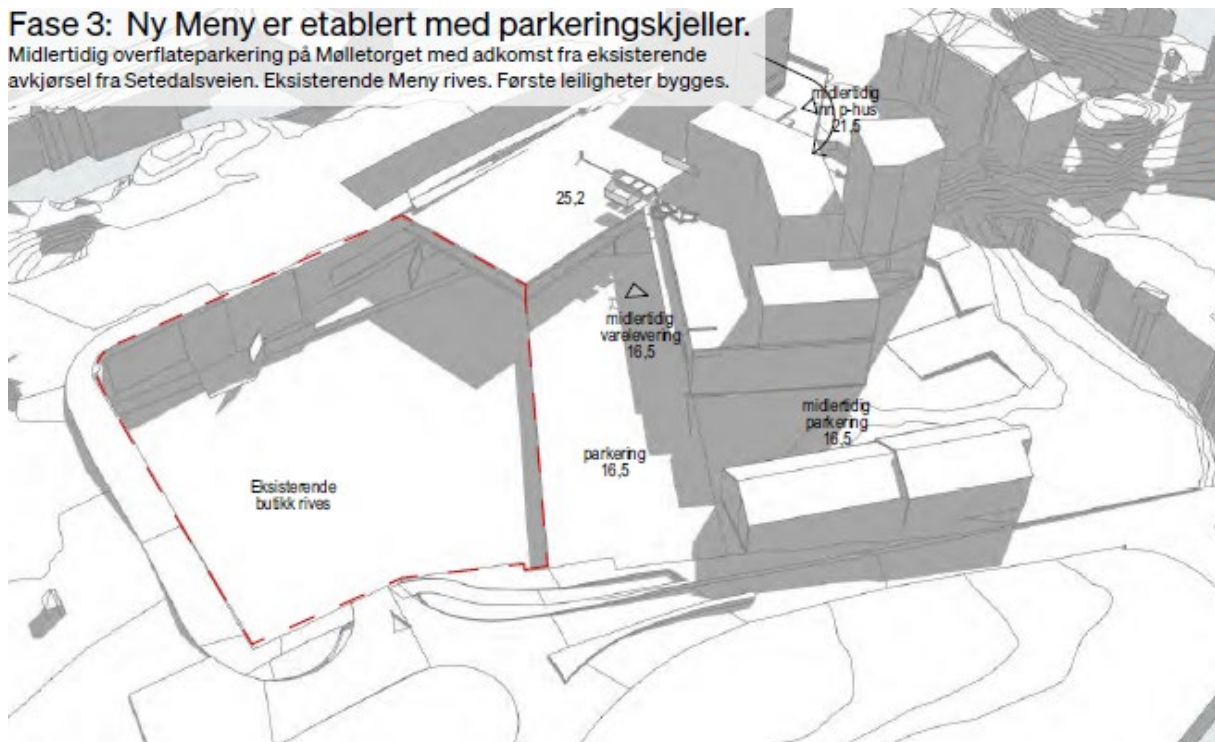 Fase 3: Ny Meny er etablert med parkeringskjeller.
Midlertidig overflateparkering på Mølletorget med adkomst fra eksisterende
avkjørsel fra Setedalsveien. Eksisterende Meny rives. Første leiligheter bygges.
midlertidig
inn p-hus
21,5
25,2
midlertidig
varelevering
16,5
midlertidig
parkering
16,5
parkering
16,5
Eksisterende
butikk rives